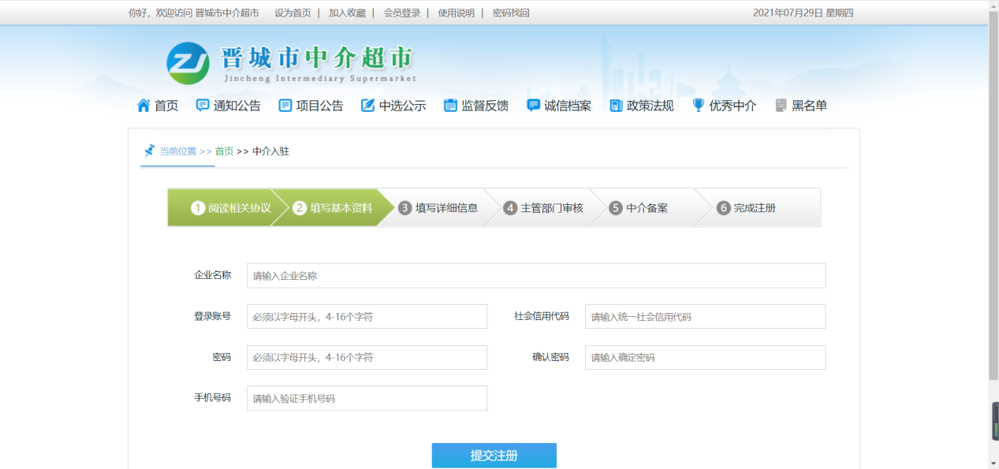 你好，欢迎访问 晋城市中介超市 设为首页 | 加入收藏 | 会员登录 | 使用说明 | 密码找回 2021年07月29日 星期四
ZJ 晋城市中介超市
Jincheng Intermediary Supermarket
首页 通知公告 项目公告 中选公示 监督反馈 诚信档案 政策法规 优秀中介 黑名单
当前位置 >> 首页 >> 中介入驻
1 阅读相关协议 2 填写基本资料 3 填写详细信息 4 主管部门审核 5 中介备案 6 完成注册
企业名称 请输入企业名称
登录账号 必须以字母开头，4-16个字符 社会信用代码 请输入统一社会信用代码
密码 必须以字母开头，4-16个字符 确认密码 请输入确定密码
手机号码 请输入验证手机号码
提交注册